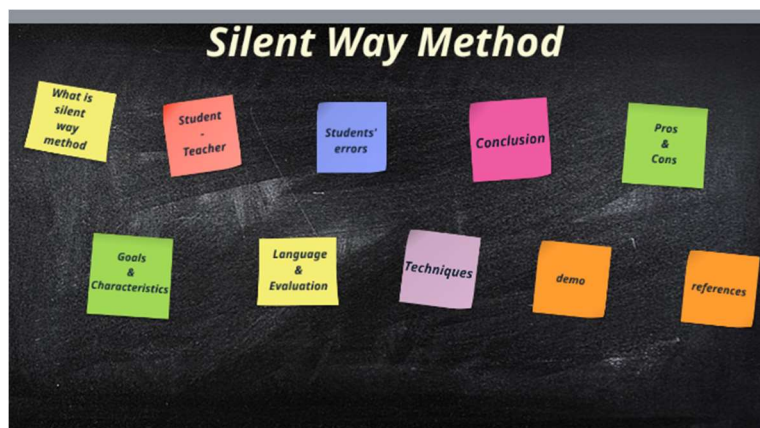 Silent Way Method
What is
silent
way
method
Student
-
Teacher
Students'
errors
Conclusion
Pros
&
Cons
Goals
&
Characteristics
Language
&
Evaluation
Techniques
demo
references